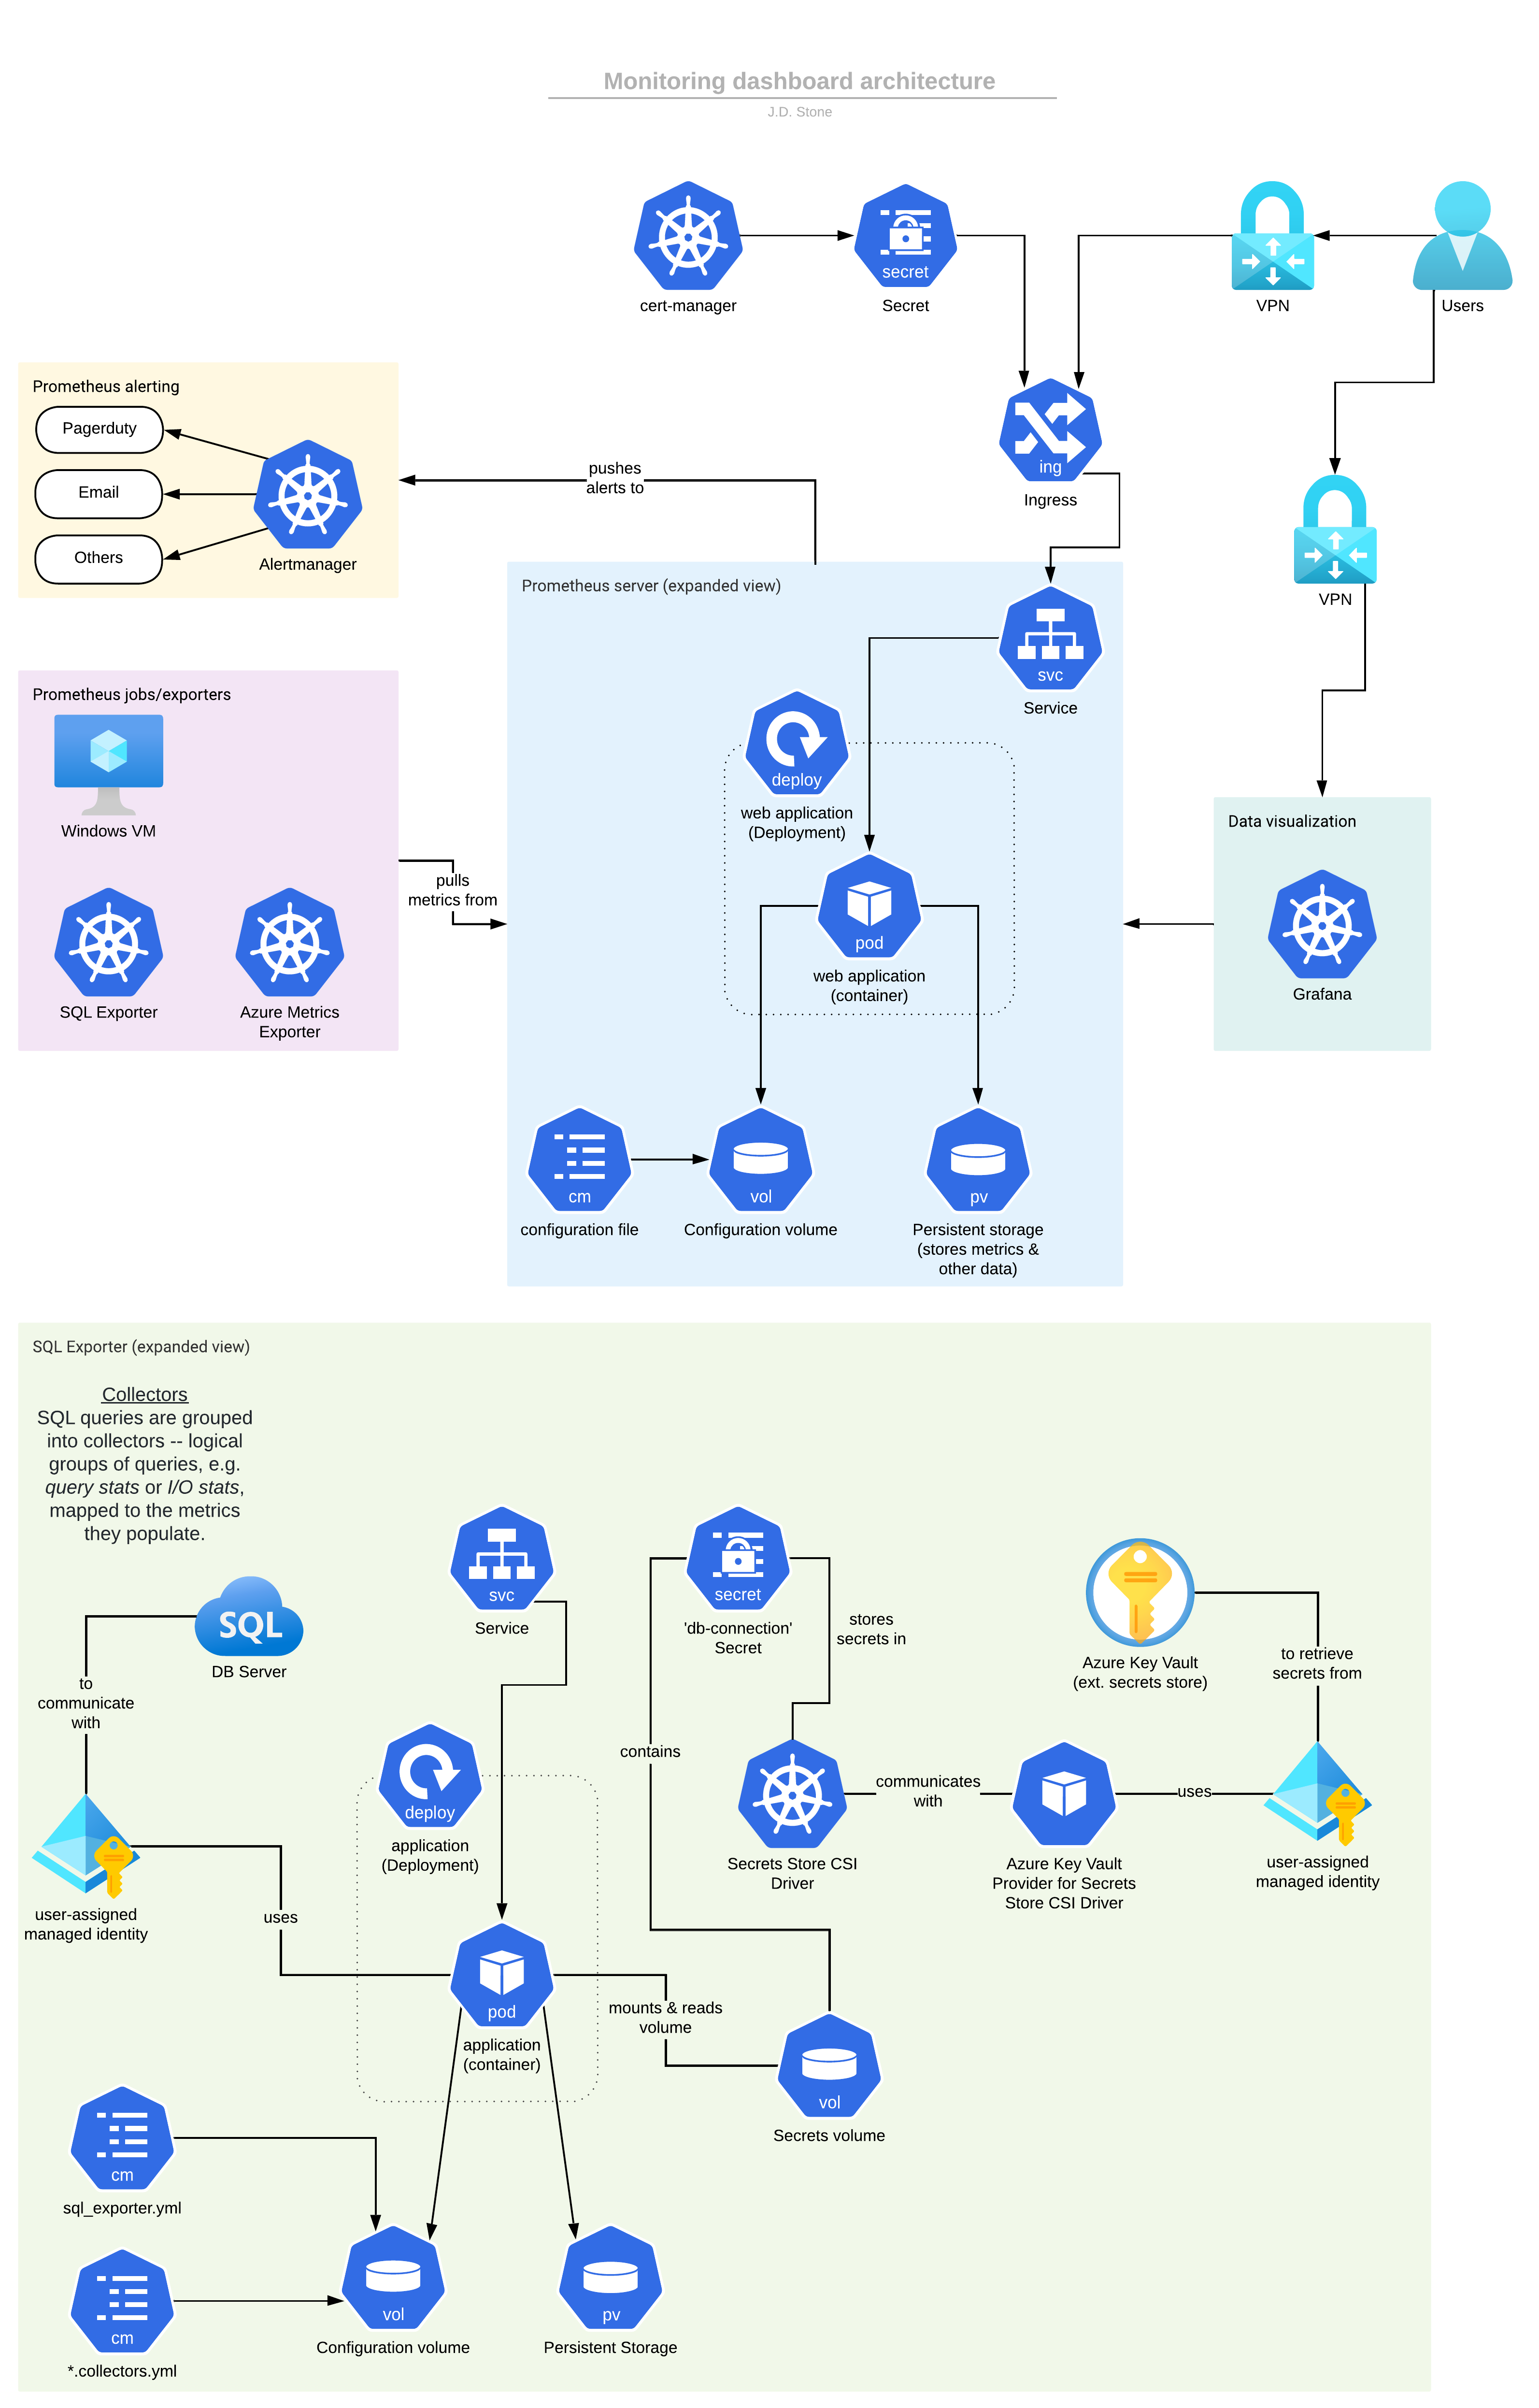 Monitoring dashboard architecture
J.D. Stone
cert-manager
secret
Secret
VPN
Users
Prometheus alerting
Pagerduty
Email
Others
Alertmanager
pushes
alerts to
ing
Ingress
VPN
Prometheus server (expanded view)
svc
Service
deploy
web application
(Deployment)
pod
web application
(container)
cm
configuration file
vol
Configuration volume
pv
Persistent storage
(stores metrics &
other data)
Prometheus jobs/exporters
Windows VM
SQL Exporter
Azure Metrics
Exporter
pulls
metrics from
Data visualization
Grafana
SQL Exporter (expanded view)
Collectors
SQL queries are grouped
into collectors -- logical
groups of queries, e.g.
query stats or I/O stats,
mapped to the metrics
they populate.
SQL
DB Server
to
communicate
with
user-assigned
managed identity
uses
svc
Service
deploy
application
(Deployment)
pod
application
(container)
secret
'db-connection'
Secret
stores
secrets in
contains
Secrets Store CSI
Driver
communicates
with
Azure Key Vault
Provider for Secrets
Store CSI Driver
uses
Azure Key Vault
(ext. secrets store)
to retrieve
secrets from
user-assigned
managed identity
mounts & reads
volume
vol
Secrets volume
cm
sql_exporter.yml
cm
*.collectors.yml
vol
Configuration volume
pv
Persistent Storage